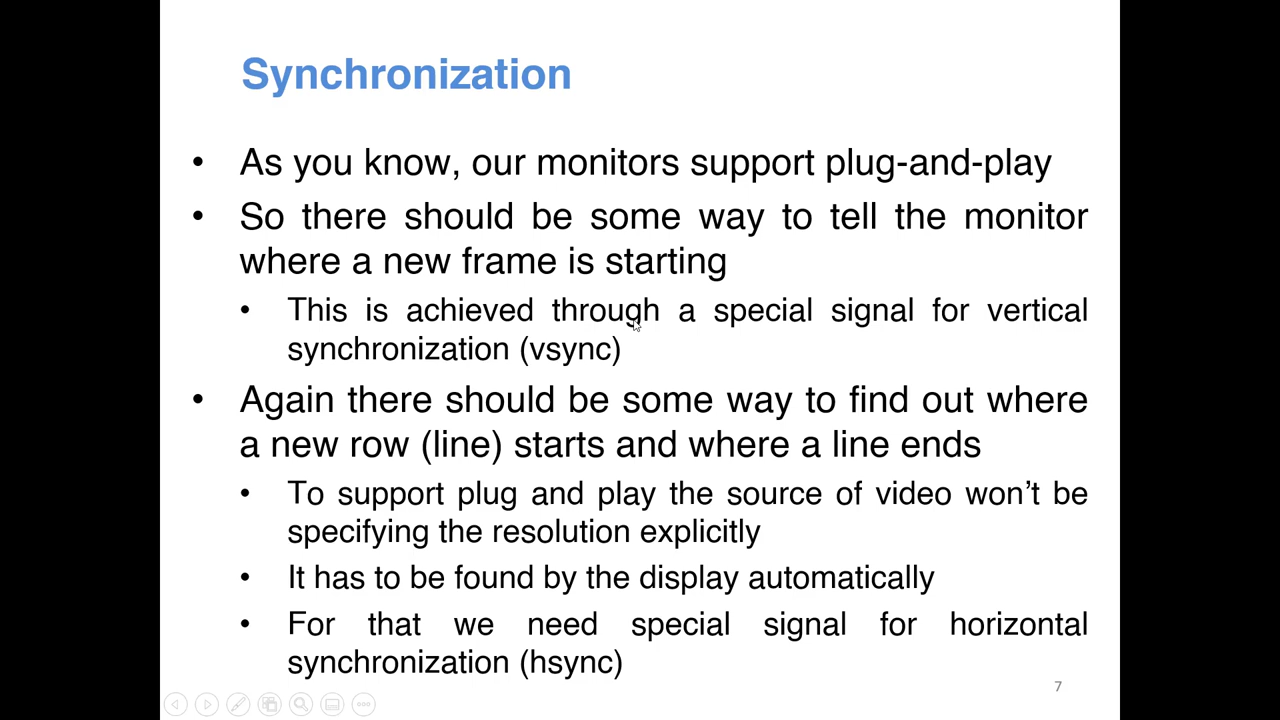 Synchronization
• As you know, our monitors support plug-and-play
• So there should be some way to tell the monitor
where a new frame is starting
• This is achieved through a special signal for vertical
synchronization (vsync)
• Again there should be some way to find out where
a new row (line) starts and where a line ends
• To support plug and play the source of video won’t be
specifying the resolution explicitly
• It has to be found by the display automatically
• For that we need special signal for horizontal
synchronization (hsync)
7